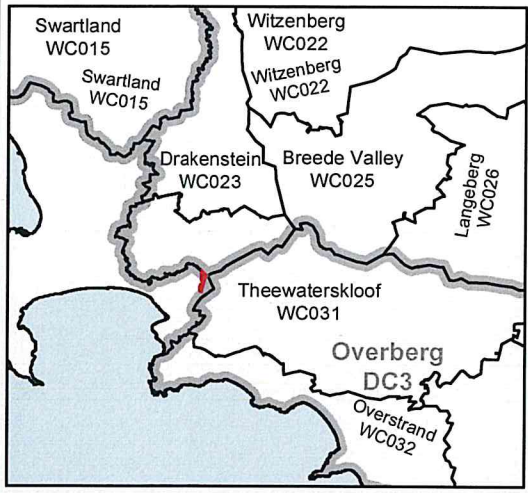 Swartland
WC015
Swartland
WC015
Witzenberg
WC022
Witzenberg
WC022
Drakenstein
WC023
Breede Valley
WC025
Langeberg
WC026
Theewaterskloof
WC031
Overberg
DC3
Overstrand
WC032